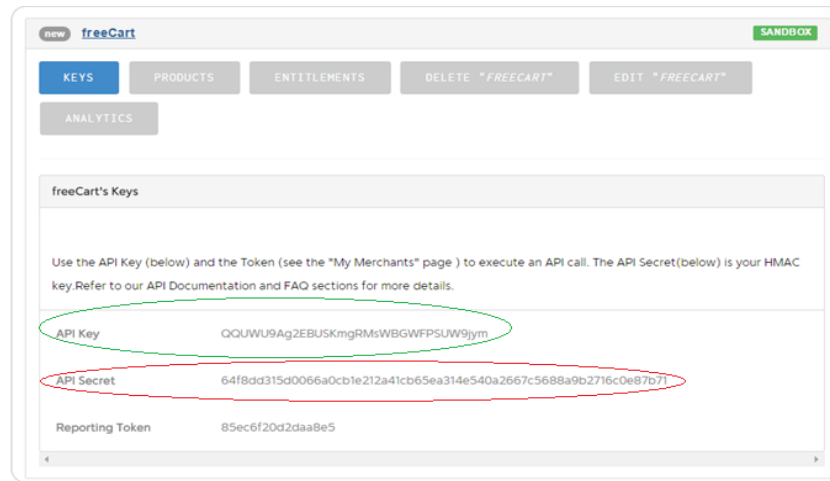 new freeCart SANDBOX
KEYS PRODUCTS ENTITLEMENTS DELETE "FREECART" EDIT "FREECART"
ANALYTICS
freeCart's Keys
Use the API Key (below) and the Token (see the "My Merchants" page ) to execute an API call. The API Secret(below) is your HMAC
key.Refer to our API Documentation and FAQ sections for more details.
API Key QQUWU9Ag2EBUSKmgRMsWBGWFPSUW9jym
API Secret 64f8dd315d0066a0cb1e212a41cb65ea314e540a2667c5688a9b2716c0e87b71
Reporting Token 85ec6f20d2daa8e5